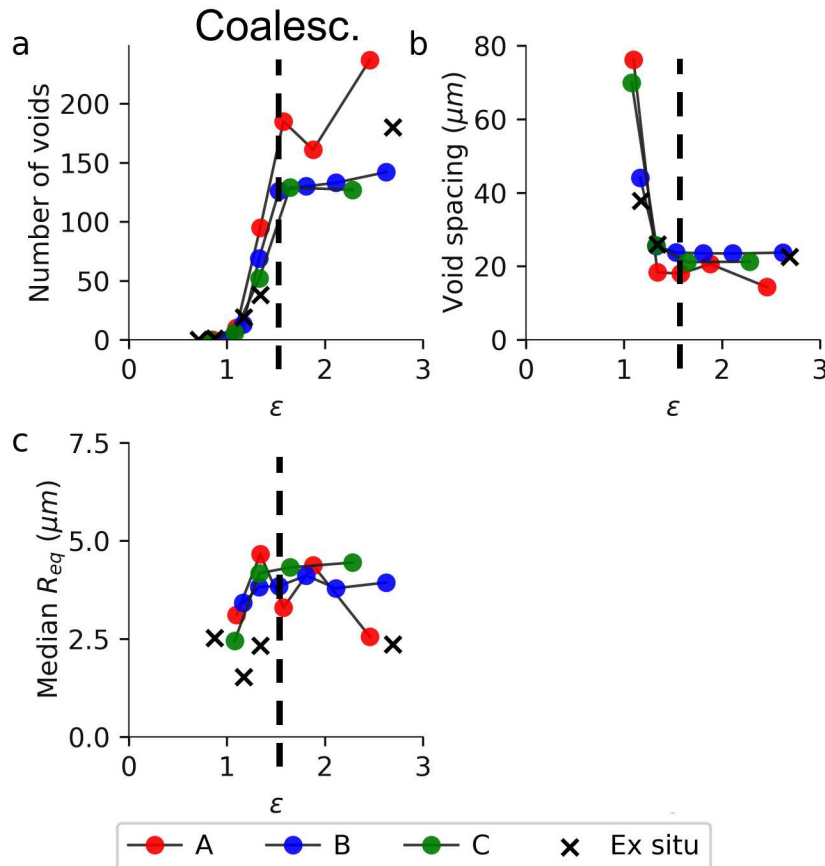 Coalesc.
a
Number of voids
200
150
100
50
0
0 1 2 3
ε
b
Void spacing (μm)
80
60
40
20
0
0 1 2 3
ε
c
Median R_eq (μm)
7.5
5.0
2.5
0.0
0 1 2 3
ε
A B C Ex situ